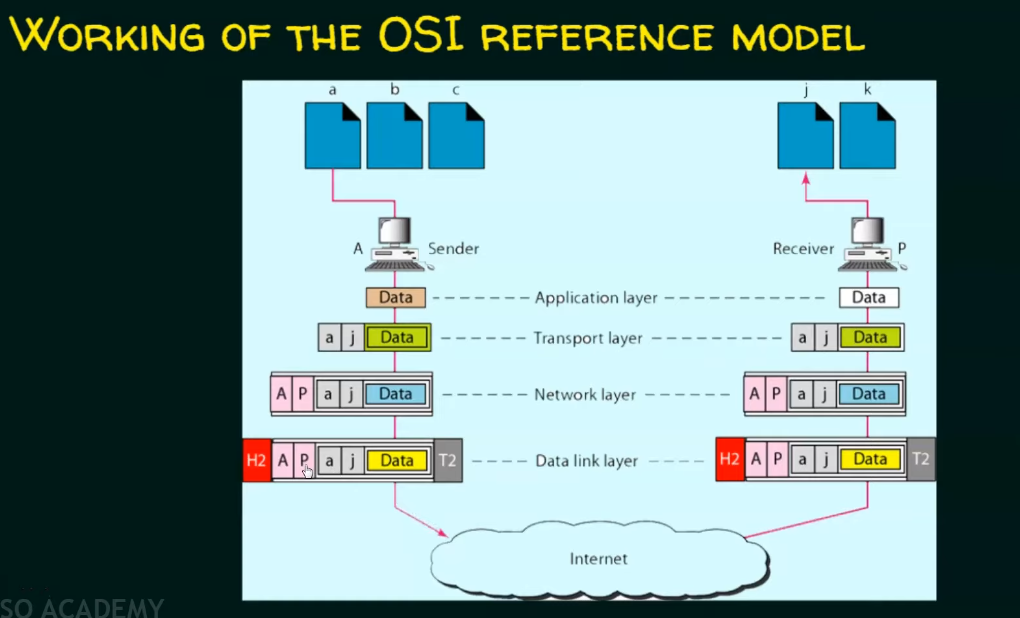 WORKING OF THE OSI REFERENCE MODEL
a b c j k
A Sender Receiver P
Data Application layer Data
a j Data Transport layer a j Data
A P a j Data Network layer A P a j Data
H2 A P a j Data T2 Data link layer H2 A P a j Data T2
Internet
SO ACADEMY